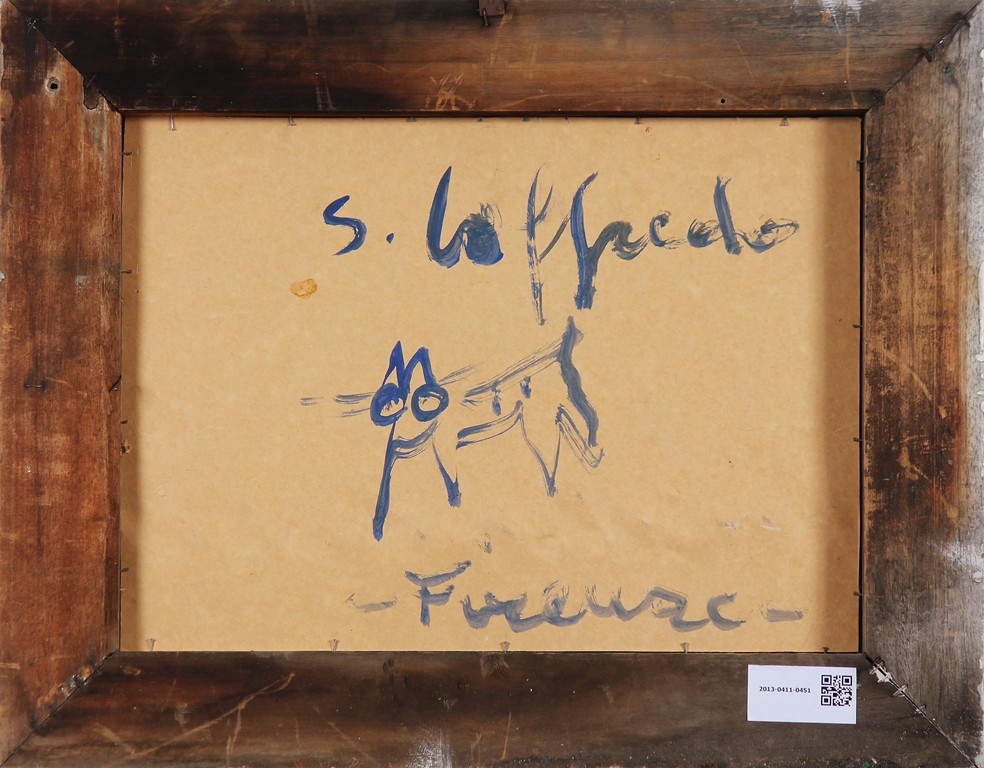 s. Loffredo
- Firenze -
2013-0411-0451